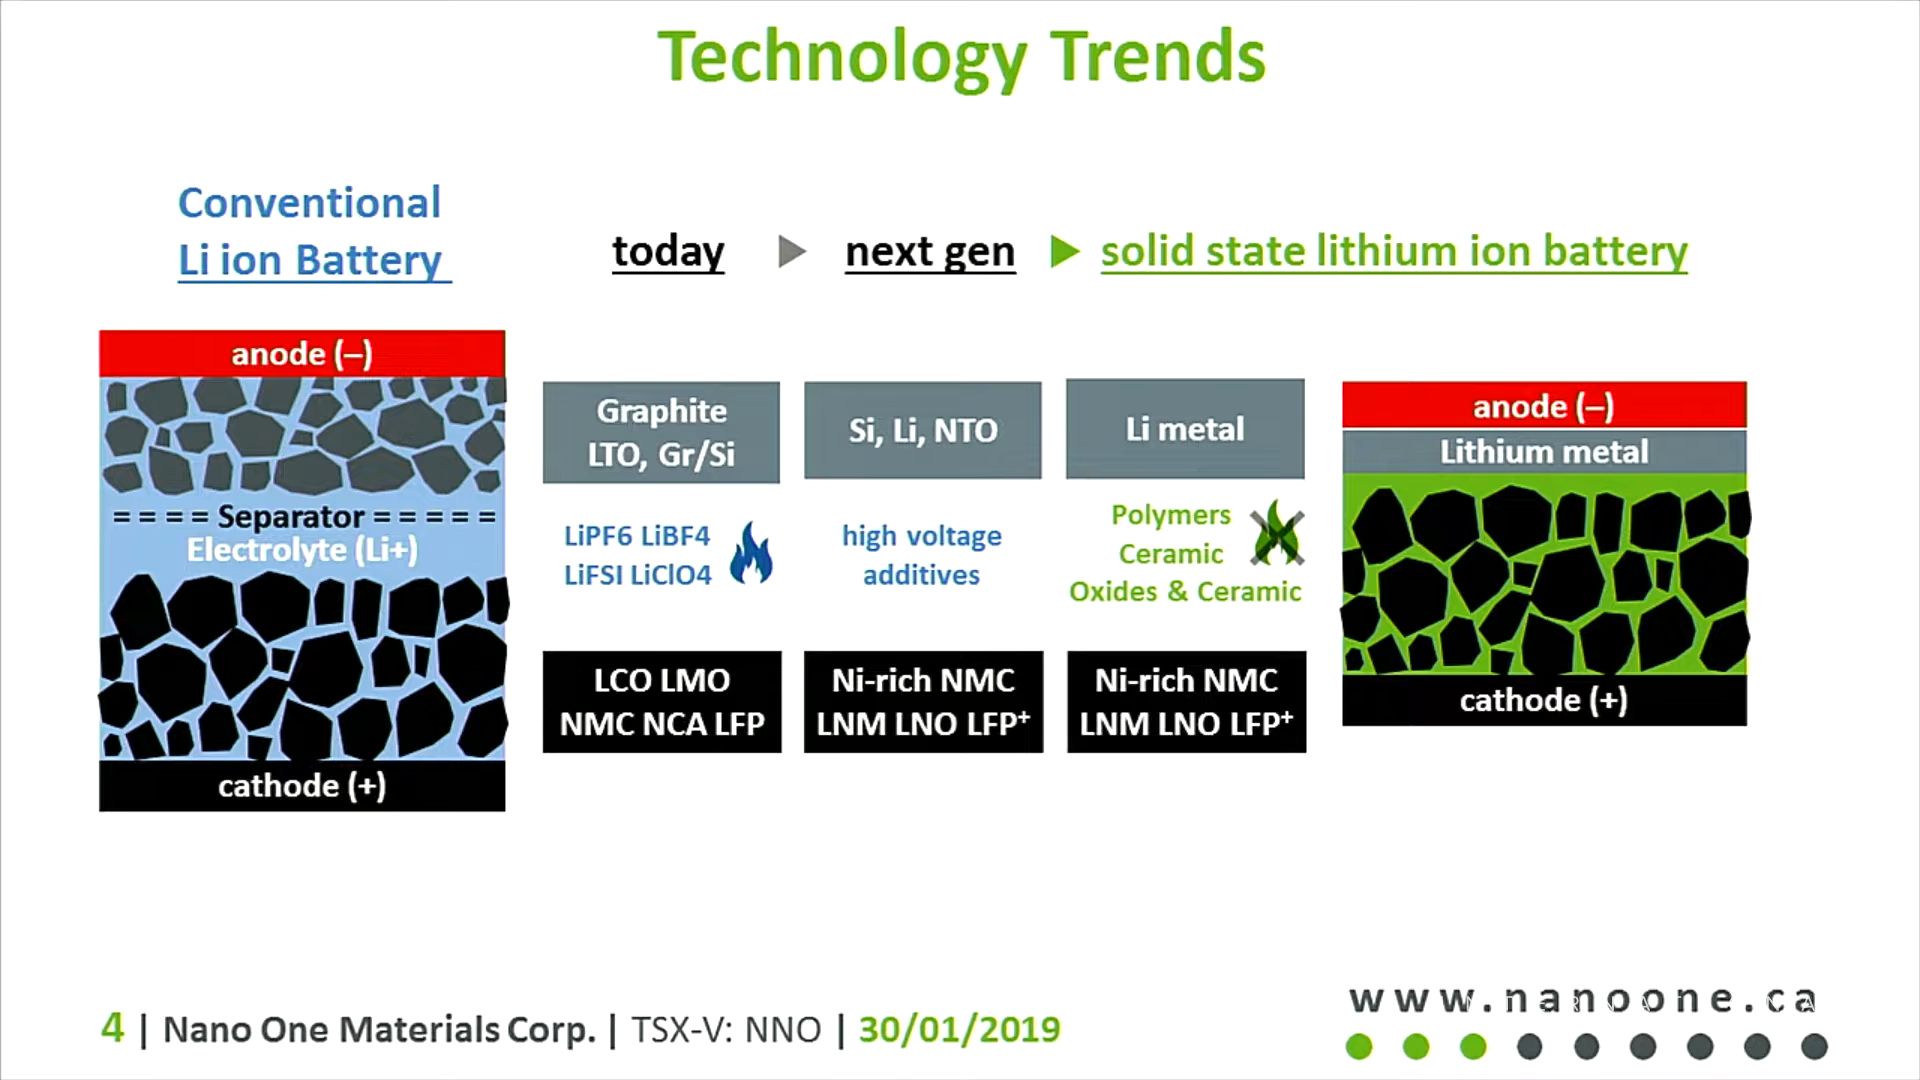 Technology Trends
Conventional
Li ion Battery
today
next gen
solid state lithium ion battery
anode (–)
= = = = Separator = = = = =
Electrolyte (Li+)
cathode (+)
Graphite
LTO, Gr/Si
Si, Li, NTO
Li metal
LiPF6 LiBF4
LiFSI LiClO4
high voltage
additives
Polymers
Ceramic
Oxides & Ceramic
LCO LMO
NMC NCA LFP
Ni-rich NMC
LNM LNO LFP⁺
Ni-rich NMC
LNM LNO LFP⁺
anode (–)
Lithium metal
cathode (+)
4 | Nano One Materials Corp. | TSX-V: NNO | 30/01/2019
www.nanoone.ca